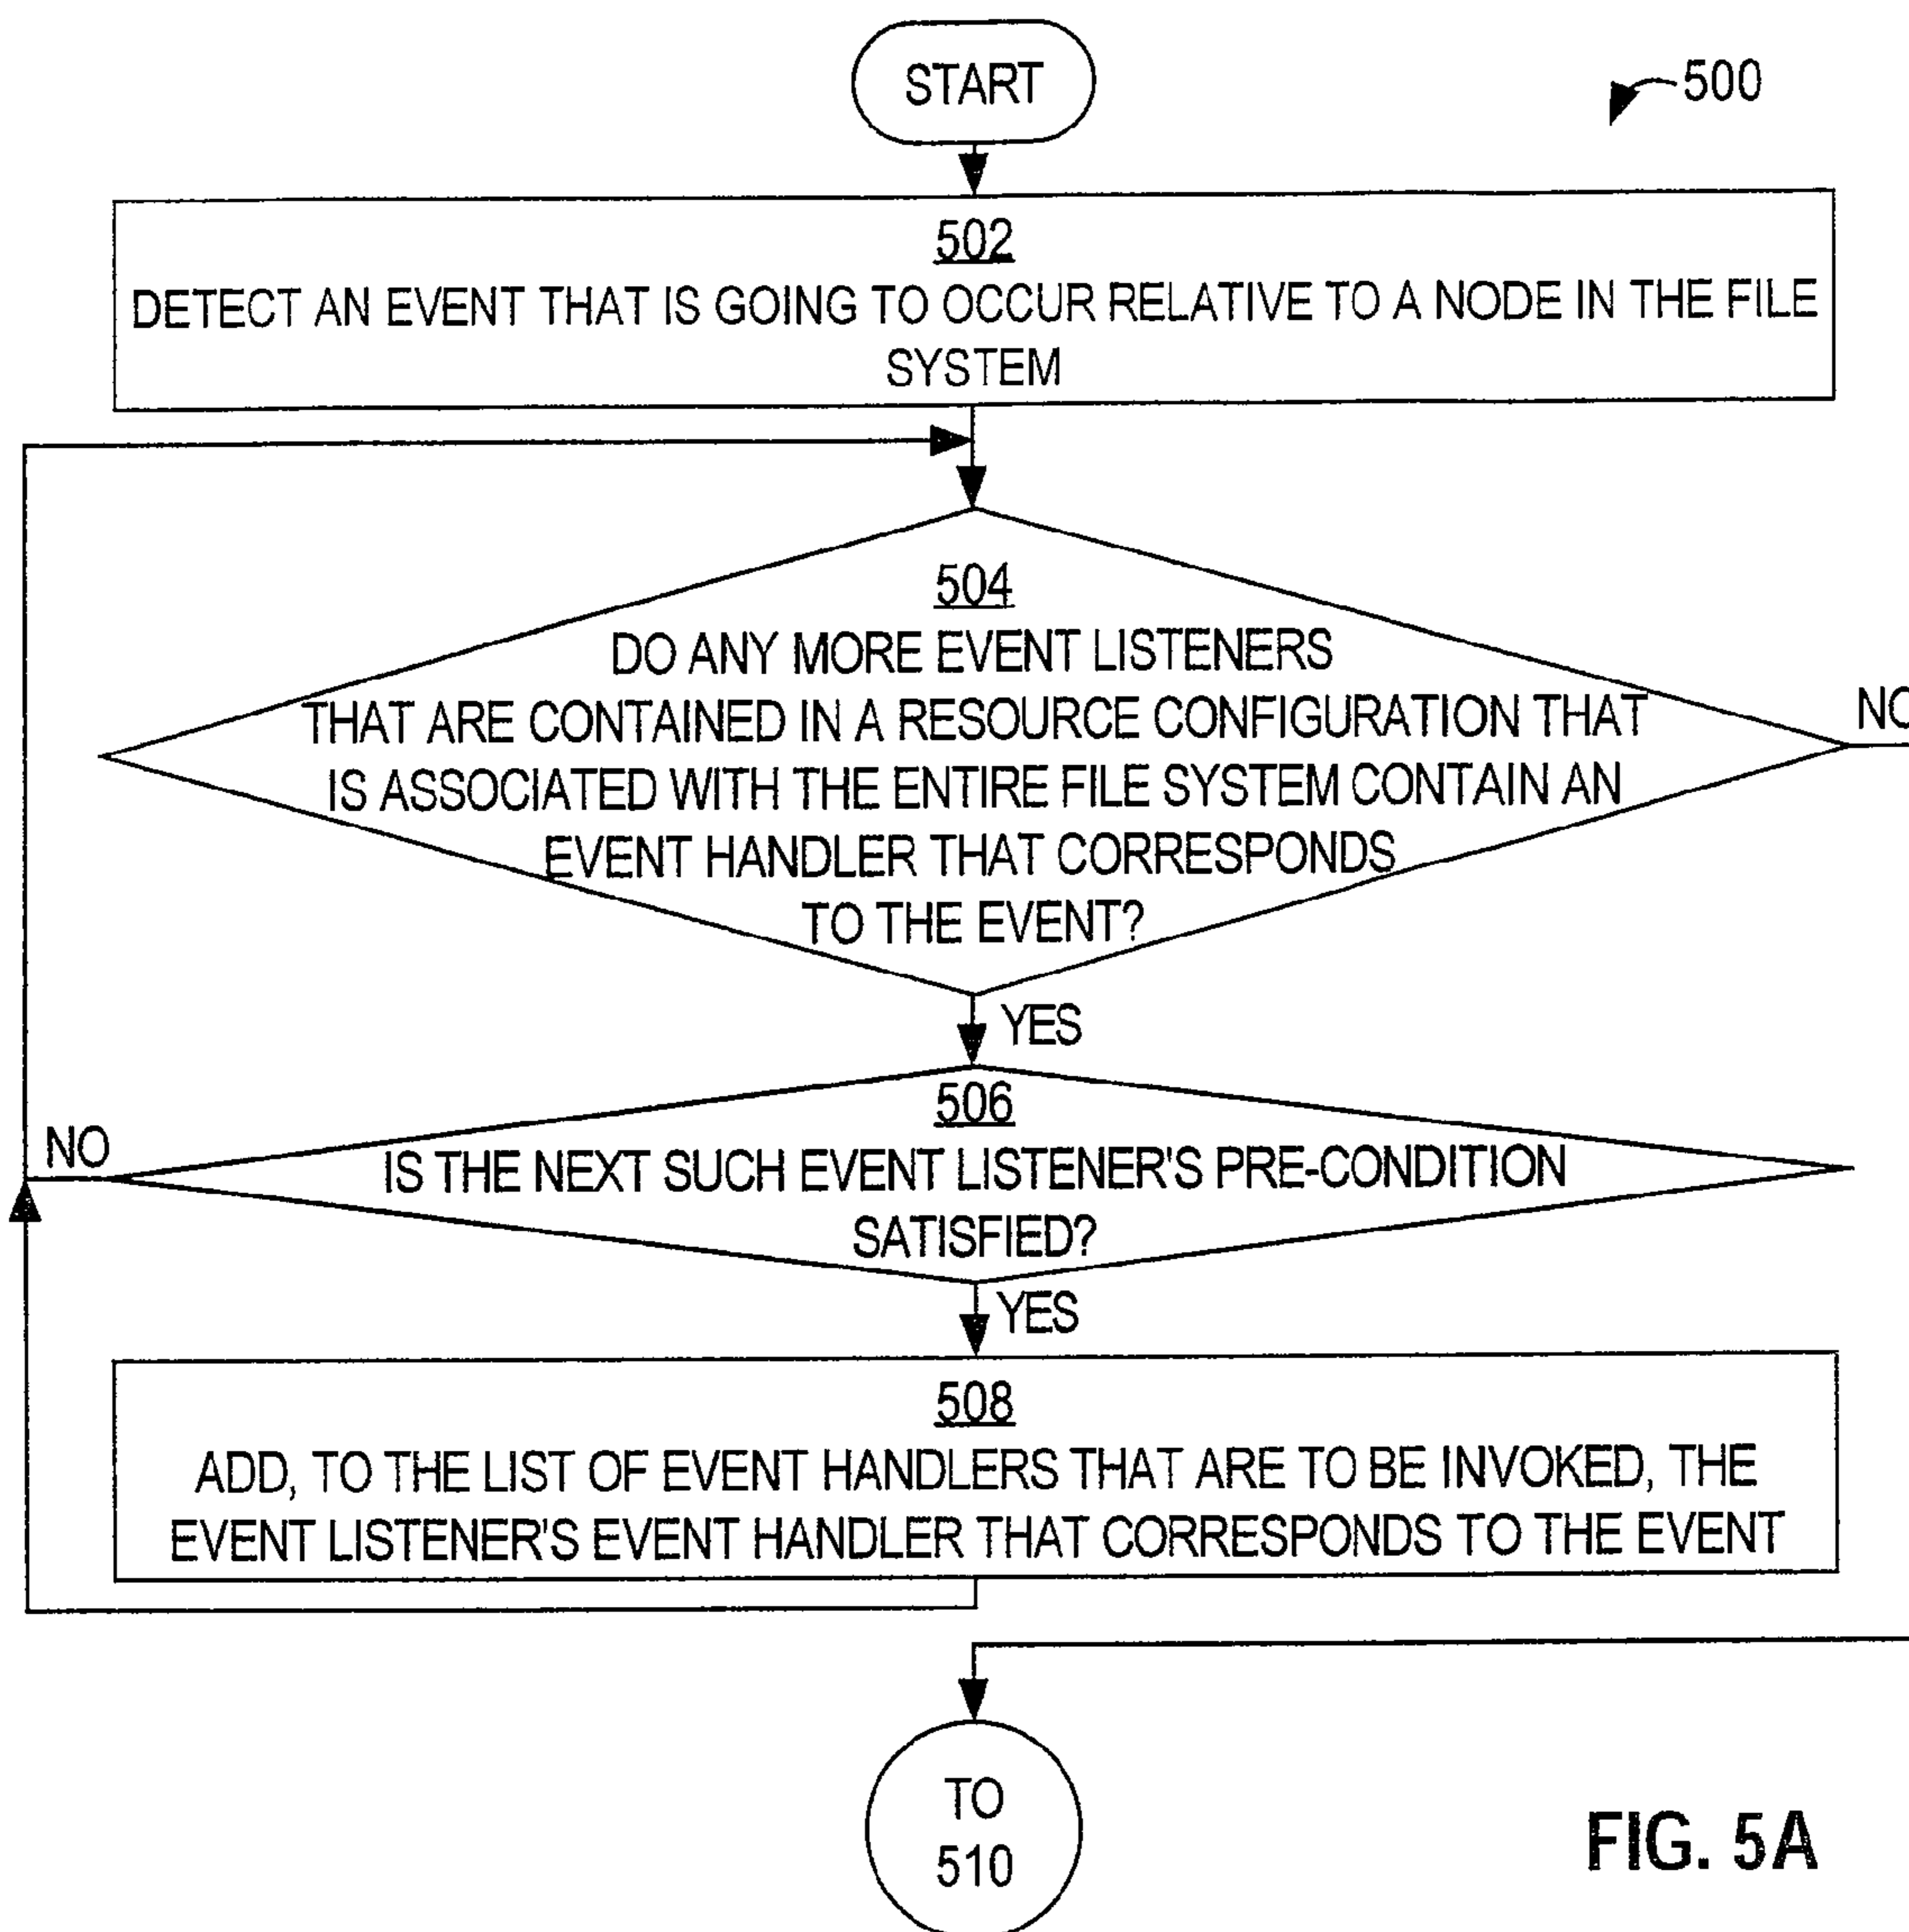 START
500
502
DETECT AN EVENT THAT IS GOING TO OCCUR RELATIVE TO A NODE IN THE FILE
SYSTEM
504
DO ANY MORE EVENT LISTENERS
THAT ARE CONTAINED IN A RESOURCE CONFIGURATION THAT
IS ASSOCIATED WITH THE ENTIRE FILE SYSTEM CONTAIN AN
EVENT HANDLER THAT CORRESPONDS
TO THE EVENT?
NO
YES
506
IS THE NEXT SUCH EVENT LISTENER'S PRE-CONDITION
SATISFIED?
NO
YES
508
ADD, TO THE LIST OF EVENT HANDLERS THAT ARE TO BE INVOKED, THE
EVENT LISTENER'S EVENT HANDLER THAT CORRESPONDS TO THE EVENT
TO
510
FIG. 5A